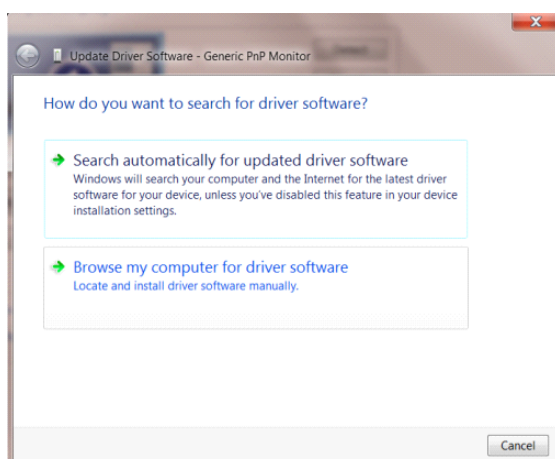 Update Driver Software - Generic PnP Monitor
How do you want to search for driver software?
Search automatically for updated driver software
Windows will search your computer and the Internet for the latest driver
software for your device, unless you've disabled this feature in your device
installation settings.
Browse my computer for driver software
Locate and install driver software manually.
Cancel